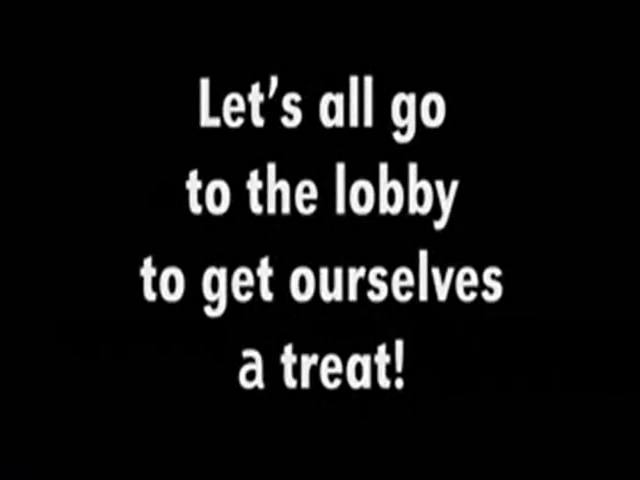 Let’s all go
to the lobby
to get ourselves
a treat!